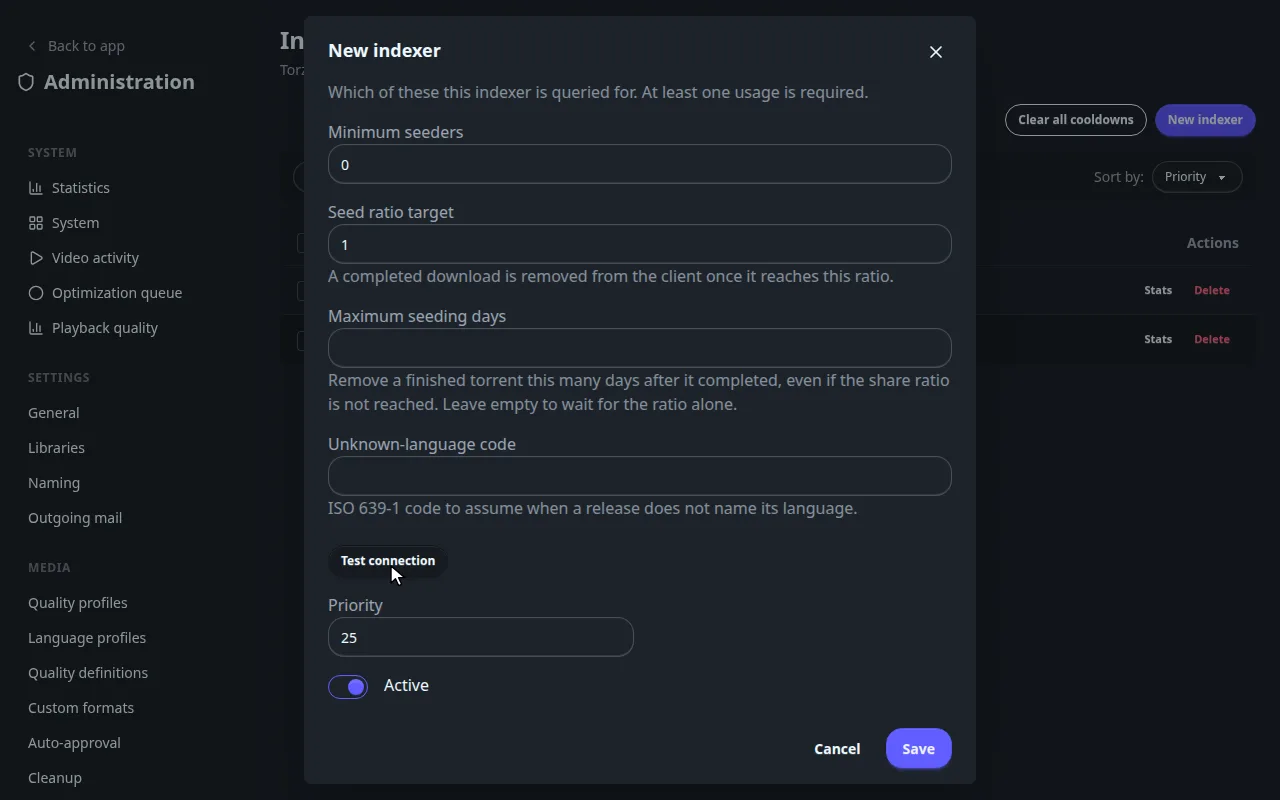 Back to app
Administration
SYSTEM
Statistics
System
Video activity
Optimization queue
Playback quality
SETTINGS
General
Libraries
Naming
Outgoing mail
MEDIA
Quality profiles
Language profiles
Quality definitions
Custom formats
Auto-approval
Cleanup
New indexer
Which of these this indexer is queried for. At least one usage is required.
Minimum seeders
0
Seed ratio target
1
A completed download is removed from the client once it reaches this ratio.
Maximum seeding days
Remove a finished torrent this many days after it completed, even if the share ratio
is not reached. Leave empty to wait for the ratio alone.
Unknown-language code
ISO 639-1 code to assume when a release does not name its language.
Test connection
Priority
25
Active
Cancel
Save
Clear all cooldowns
New indexer
Sort by:
Priority
Actions
Stats
Delete
Stats
Delete